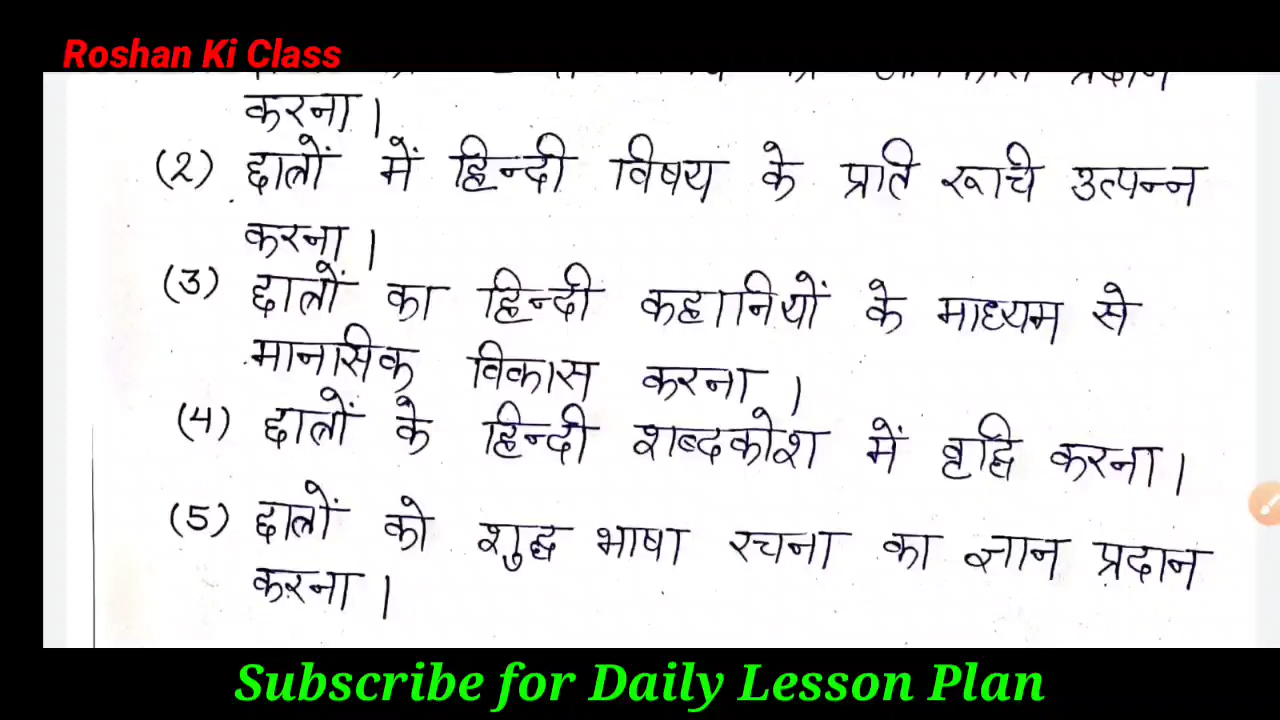 Roshan Ki Class
प्रदान
करना।
(2) छात्रों में हिन्दी विषय के प्रति रूचि उत्पन्न
करना।
(3) छात्रों का हिन्दी कहानियों के माध्यम से
मानसिक विकास करना।
(4) छात्रों के हिन्दी शब्दकोश में वृद्धि करना।
(5) छात्रों को शुद्ध भाषा रचना का ज्ञान प्रदान
करना।
Subscribe for Daily Lesson Plan